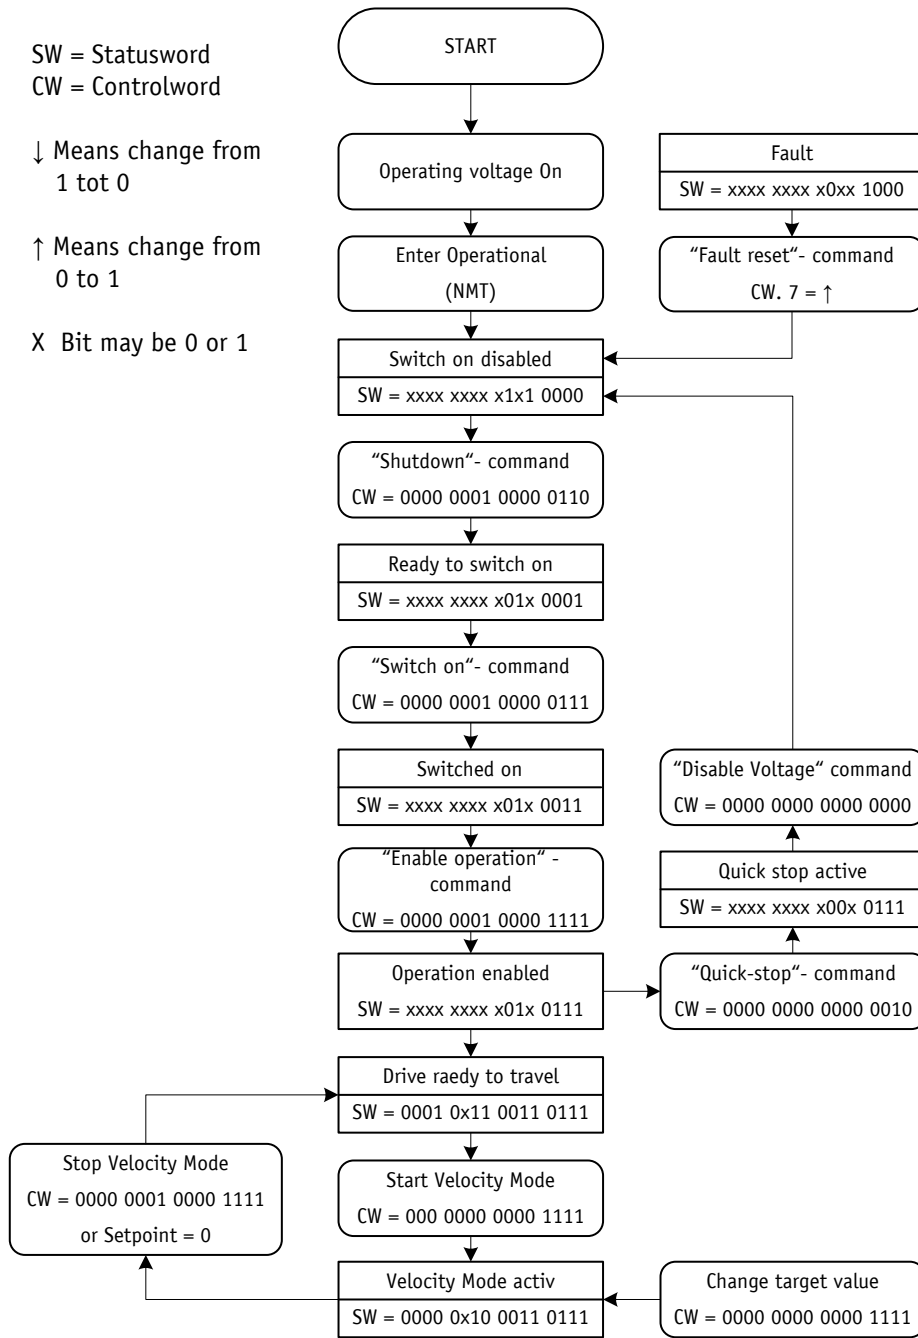 SW = Statusword
CW = Controlword
↓ Means change from
1 tot 0
↑ Means change from
0 to 1
X Bit may be 0 or 1
START
Operating voltage On
Enter Operational
(NMT)
Fault
SW = xxxx xxxx x0xx 1000
“Fault reset“- command
CW. 7 = ↑
Switch on disabled
SW = xxxx xxxx x1x1 0000
“Shutdown“- command
CW = 0000 0001 0000 0110
Ready to switch on
SW = xxxx xxxx x01x 0001
“Switch on“- command
CW = 0000 0001 0000 0111
Switched on
SW = xxxx xxxx x01x 0011
“Enable operation“ -
command
CW = 0000 0001 0000 1111
Operation enabled
SW = xxxx xxxx x01x 0111
“Disable Voltage“ command
CW = 0000 0000 0000 0000
Quick stop active
SW = xxxx xxxx x00x 0111
“Quick-stop“- command
CW = 0000 0000 0000 0010
Drive raedy to travel
SW = 0001 0x11 0011 0111
Stop Velocity Mode
CW = 0000 0001 0000 1111
or Setpoint = 0
Start Velocity Mode
CW = 000 0000 0000 1111
Velocity Mode activ
SW = 0000 0x10 0011 0111
Change target value
CW = 0000 0000 0000 1111